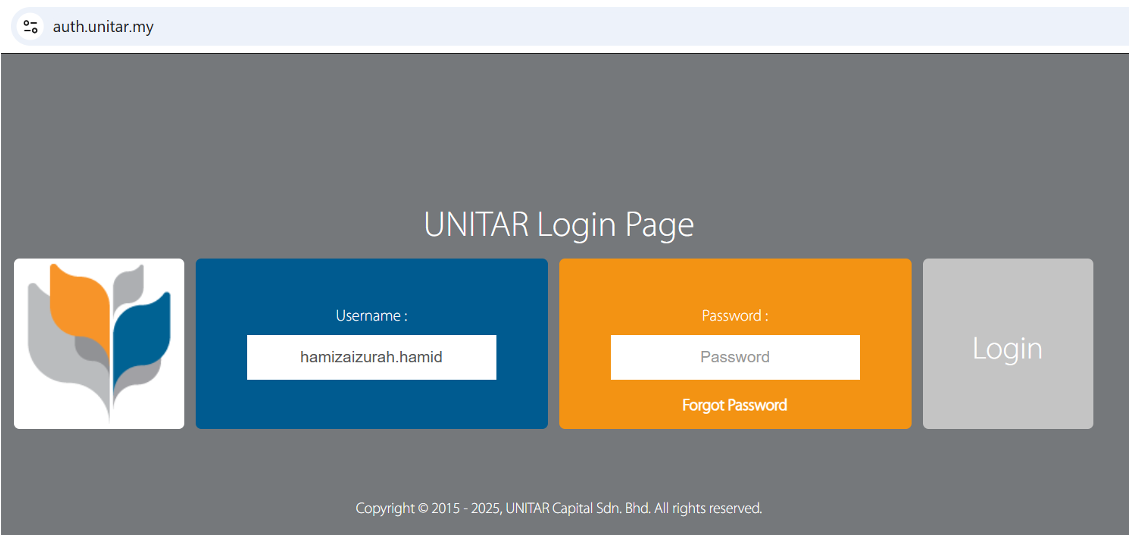 auth.unitar.my
UNITAR Login Page
Username :
hamizaizurah.hamid
Password :
Password
Forgot Password
Login
Copyright © 2015 - 2025, UNITAR Capital Sdn. Bhd. All rights reserved.